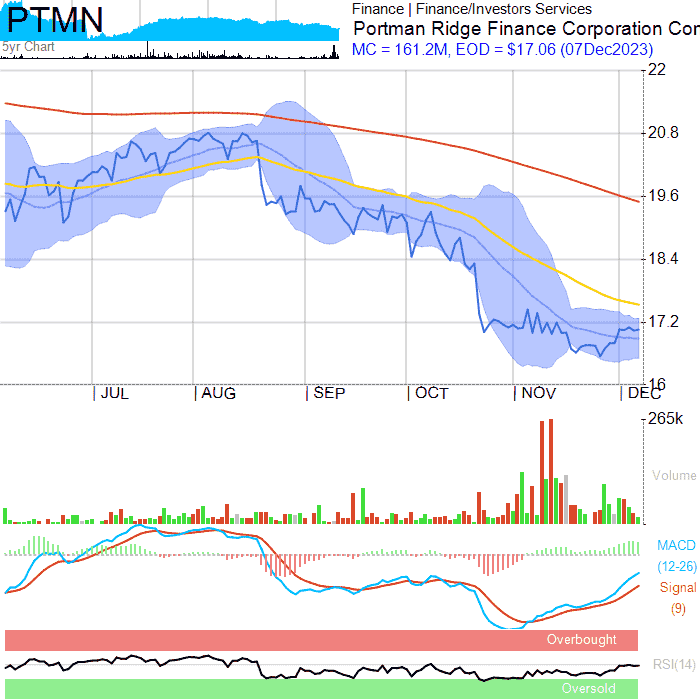 PTMN
5yr Chart
Finance | Finance/Investors Services
Portman Ridge Finance Corporation Con
MC = 161.2M, EOD = $17.06 (07Dec2023)
22
20.8
19.6
18.4
17.2
16
JUL AUG SEP OCT NOV DEC
265k
Volume
MACD
(12-26)
Signal
(9)
Overbought
RSI(14)
Oversold